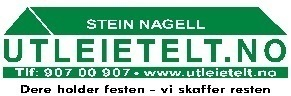 STEIN NAGELL
UTLEIETELT.NO
Tlf: 907 00 907 • www.utleietelt.no
Dere holder festen - vi skaffer resten